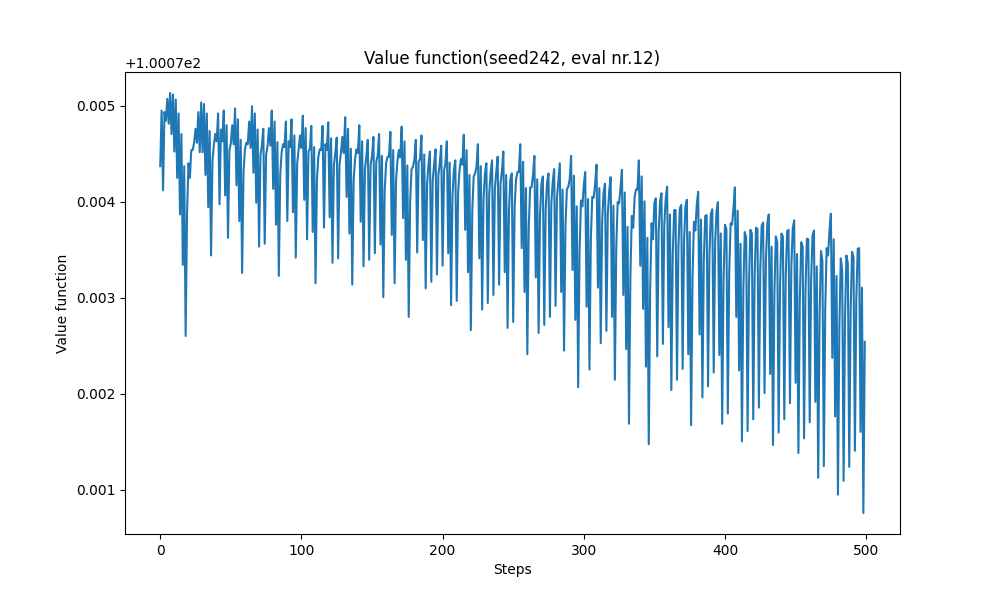 Value function(seed242, eval nr.12)
+1.0007e2
0.005
0.004
0.003
0.002
0.001
Value function
0 100 200 300 400 500
Steps